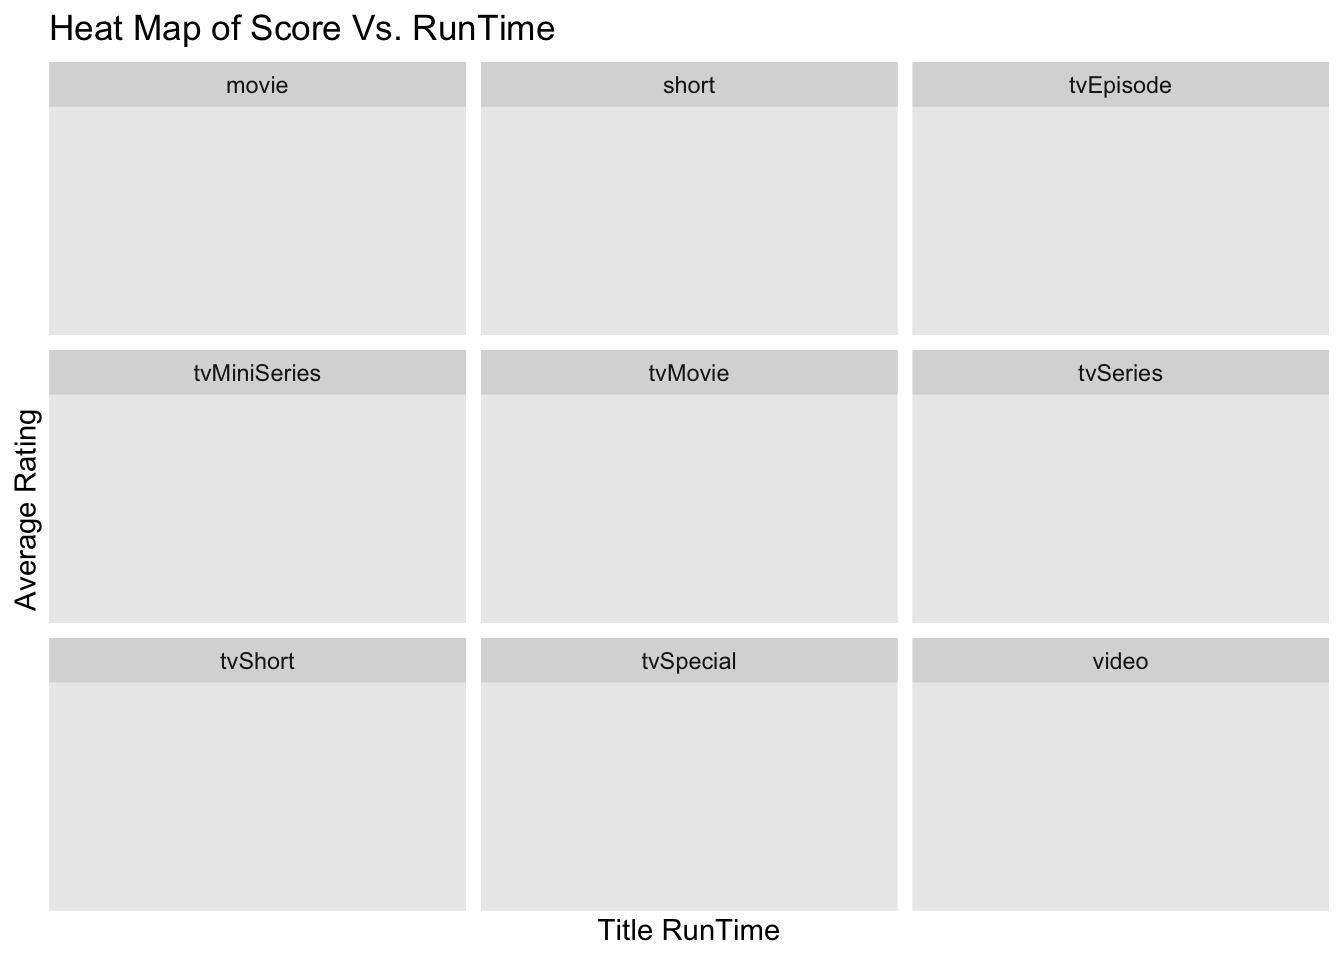 Heat Map of Score Vs. RunTime
movie
short
tvEpisode
tvMiniSeries
tvMovie
tvSeries
Average Rating
tvShort
tvSpecial
video
Title RunTime